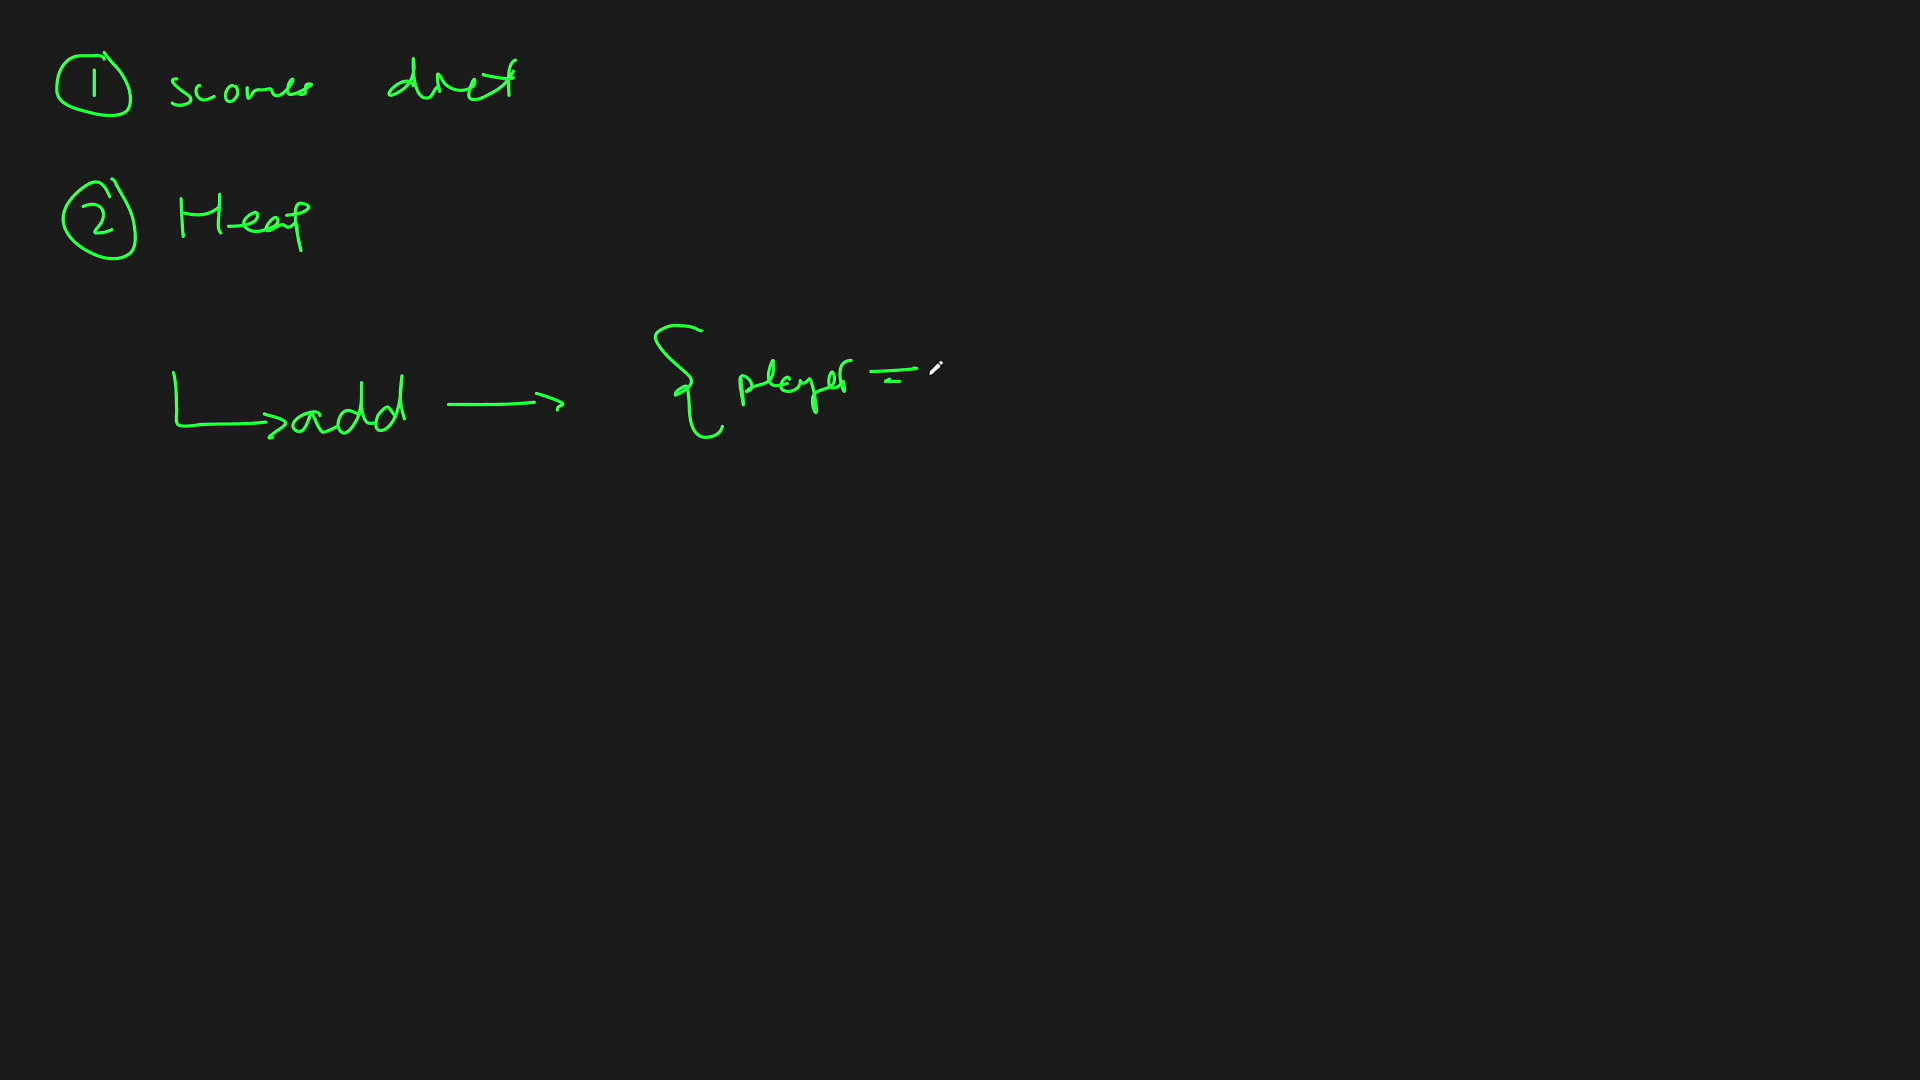 1 scores dict
2 Heap
add → { player =